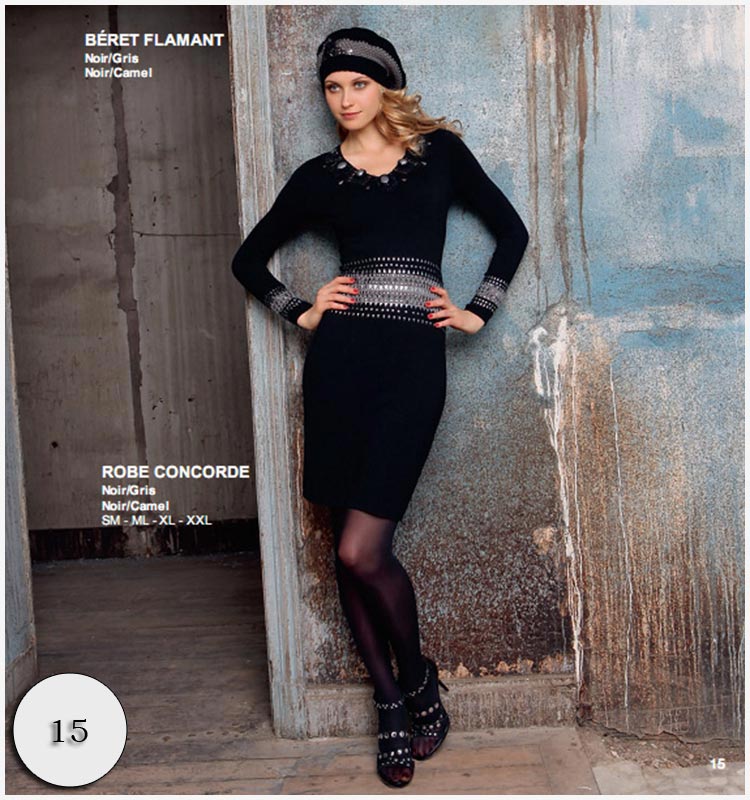 BÉRET FLAMANT
Noir/Gris
Noir/Camel
ROBE CONCORDE
Noir/Gris
Noir/Camel
SM - ML - XL - XXL
15
15